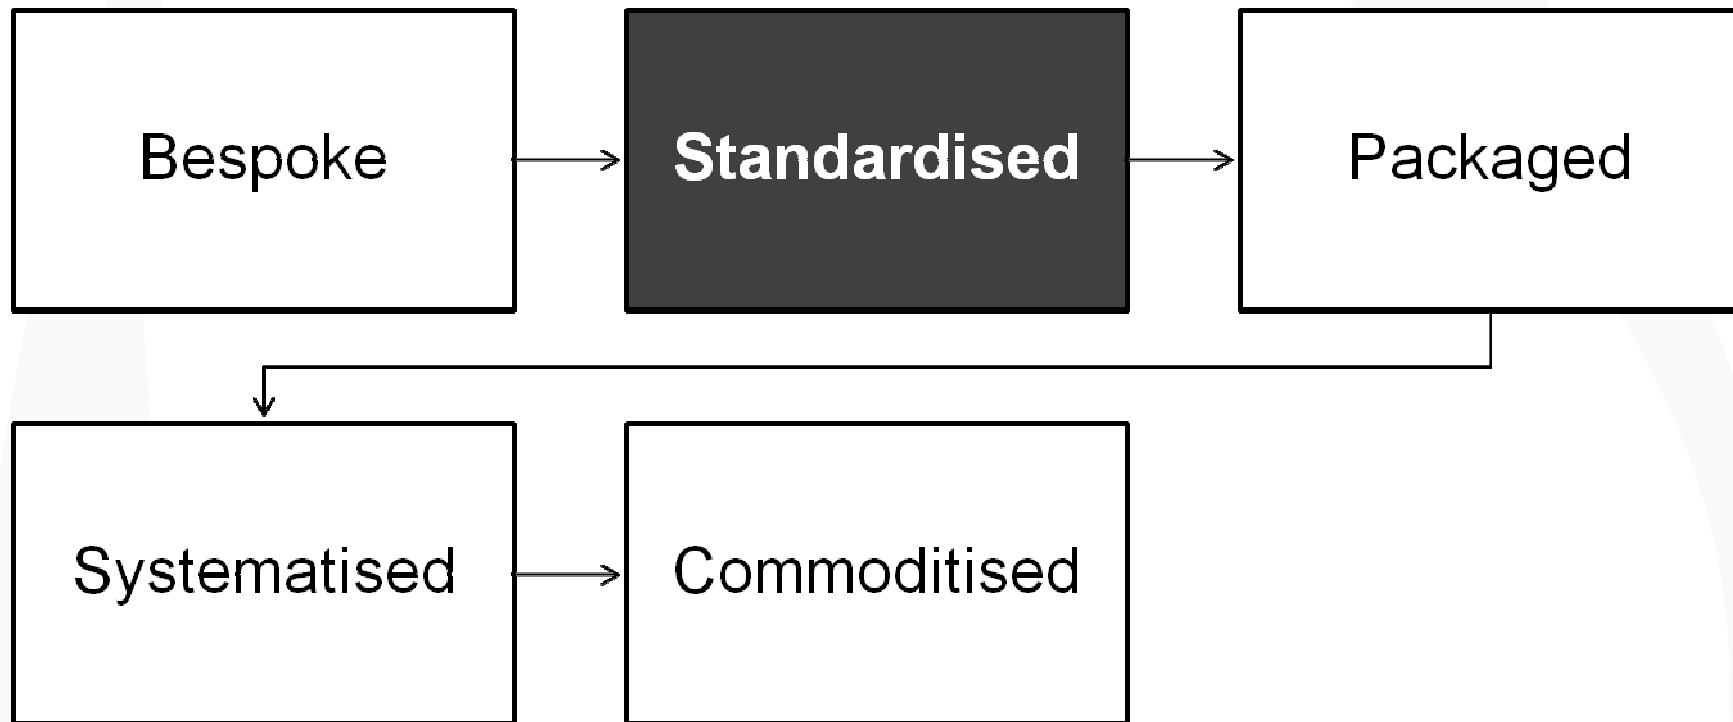 Bespoke
Standardised
Packaged
Systematised
Commoditised